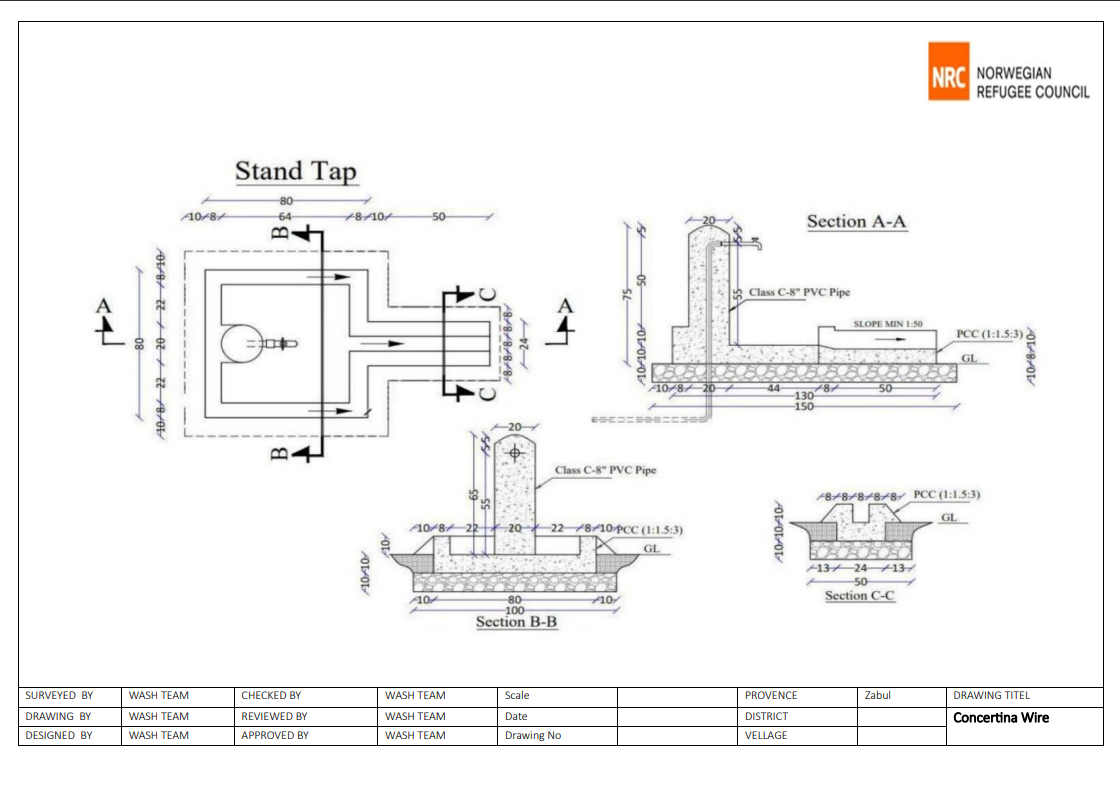 NRC
NORWEGIAN
REFUGEE COUNCIL
Stand Tap
80
10 8 64 8 10 50
B
A
8 10
22
80
20
22
10 8
C
8 8 8 8 8
24
A
C
B
Section A-A
20
5 5
5
50
75
55
10 10 10
Class C-8" PVC Pipe
SLOPE MIN 1:50
PCC (1:1.5:3)
GL
10 8 10
10 8 20 44 8 50
130
150
20
5 5
65
55
Class C-8" PVC Pipe
10 8 22 20 22 8 10
PCC (1:1.5:3)
GL
10
10 10
10 80 10
100
Section B-B
8 8 8 8 8
PCC (1:1.5:3)
GL
10 10 10
13 24 13
50
Section C-C
SURVEYED BY WASH TEAM CHECKED BY WASH TEAM Scale PROVENCE Zabul DRAWING TITEL
DRAWING BY WASH TEAM REVIEWED BY WASH TEAM Date DISTRICT Concertina Wire
DESIGNED BY WASH TEAM APPROVED BY WASH TEAM Drawing No VELLAGE